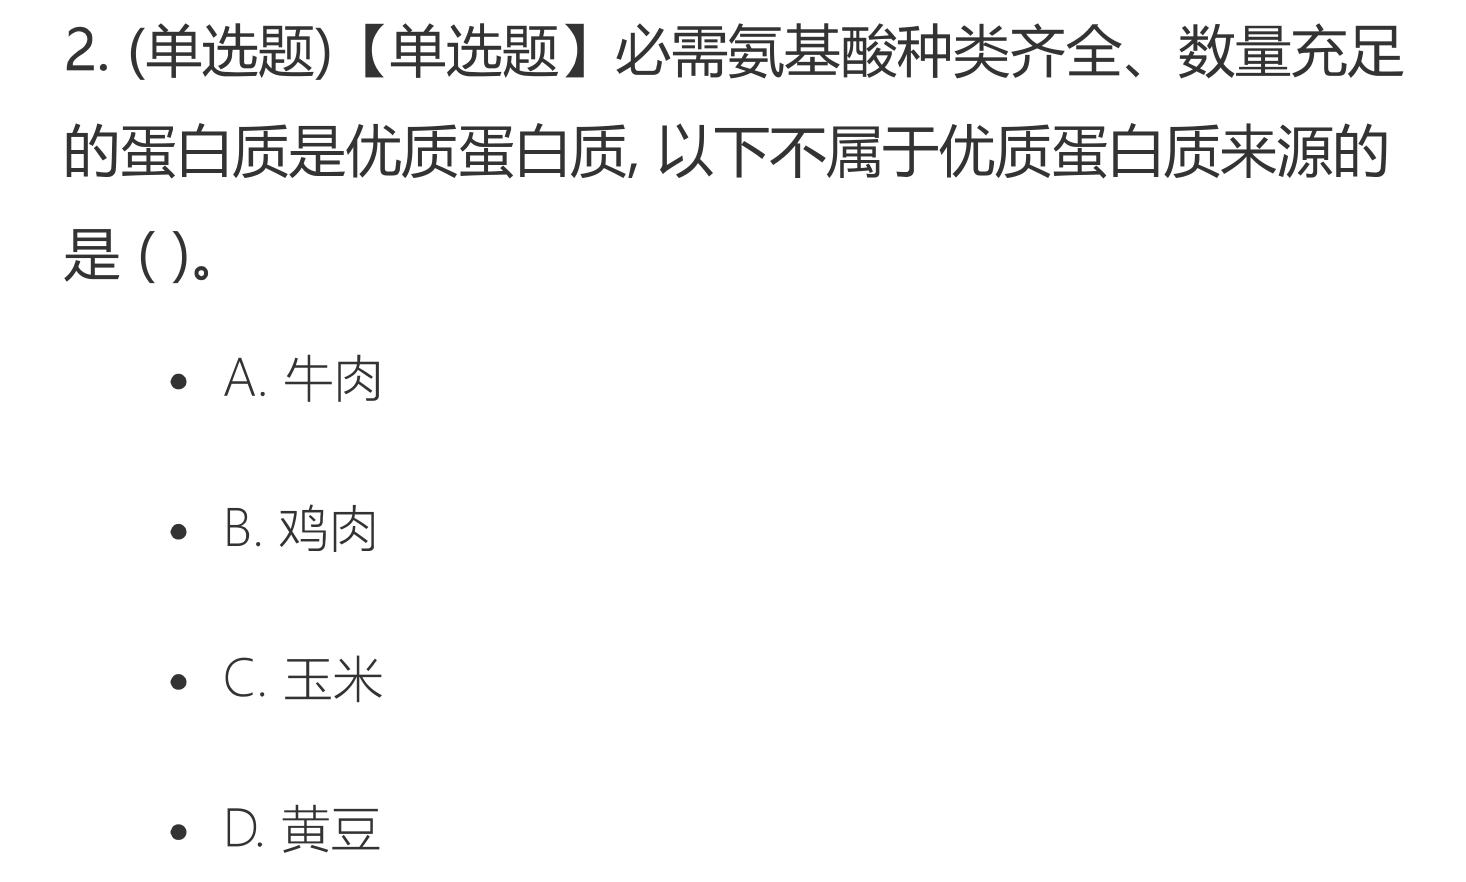 2. (单选题)【单选题】必需氨基酸种类齐全、数量充足
的蛋白质是优质蛋白质, 以下不属于优质蛋白质来源的
是 ( )。
• A. 牛肉
• B. 鸡肉
• C. 玉米
• D. 黄豆